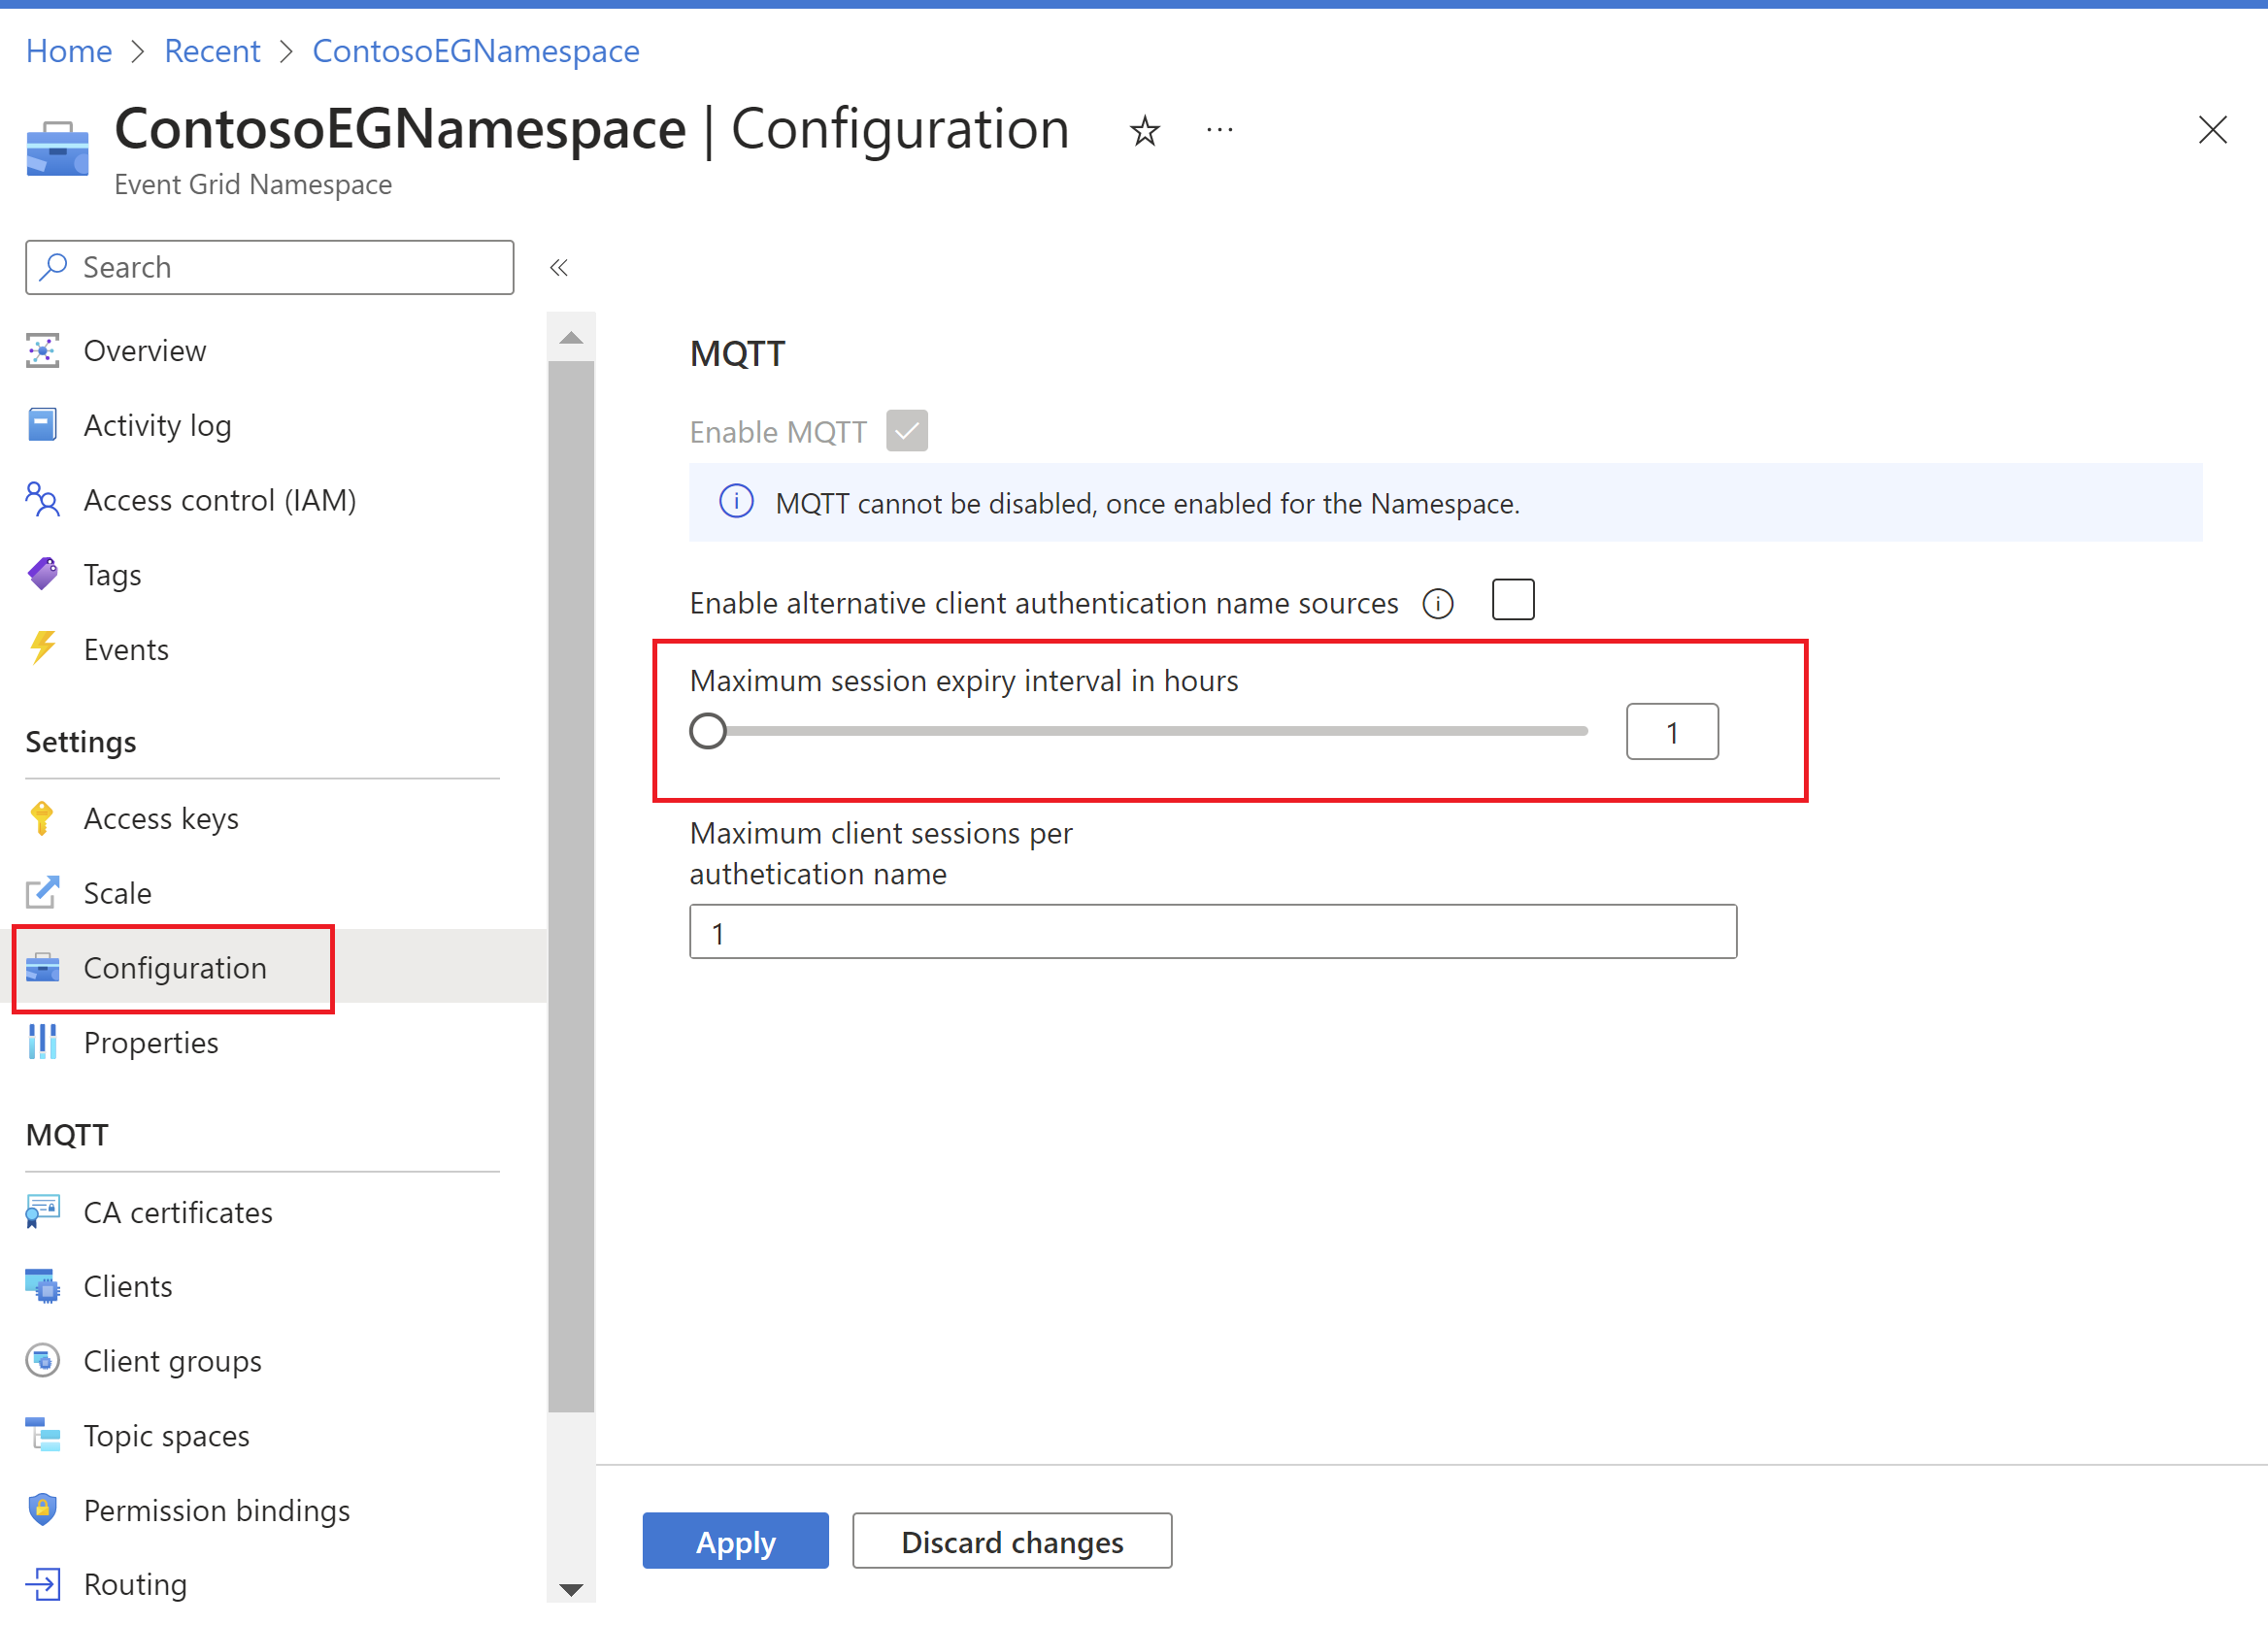 Home > Recent > ContosoEGNamespace
ContosoEGNamespace | Configuration
Event Grid Namespace
Search
Overview
Activity log
Access control (IAM)
Tags
Events
Settings
Access keys
Scale
Configuration
Properties
MQTT
CA certificates
Clients
Client groups
Topic spaces
Permission bindings
Routing
MQTT
Enable MQTT
MQTT cannot be disabled, once enabled for the Namespace.
Enable alternative client authentication name sources
Maximum session expiry interval in hours
1
Maximum client sessions per
authetication name
1
Apply
Discard changes